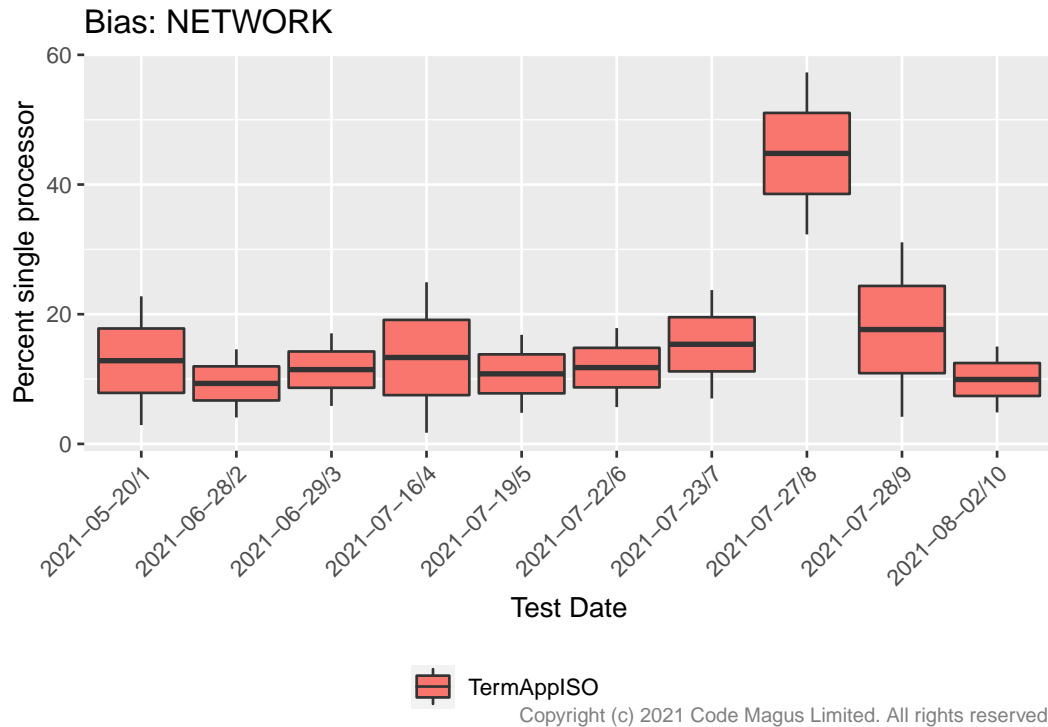 Bias: NETWORK
Percent single processor
60
40
20
0
2021−05−20/1
2021−06−28/2
2021−06−29/3
2021−07−16/4
2021−07−19/5
2021−07−22/6
2021−07−23/7
2021−07−27/8
2021−07−28/9
2021−08−02/10
Test Date
TermAppISO
Copyright (c) 2021 Code Magus Limited. All rights reserved